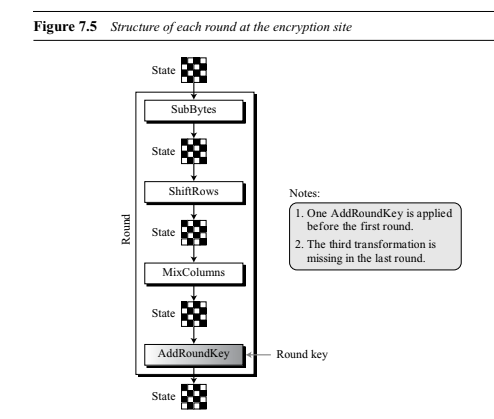 Figure 7.5 Structure of each round at the encryption site
State
SubBytes
State
ShiftRows
State
MixColumns
State
AddRoundKey
Round key
State
Round
Notes:
1. One AddRoundKey is applied
before the first round.
2. The third transformation is
missing in the last round.